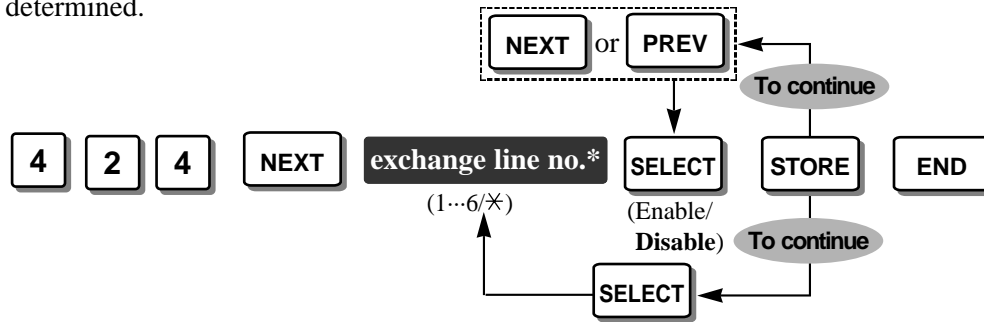 determined.
NEXT or PREV
To continue
4 2 4 NEXT exchange line no.* SELECT STORE END
(1···6/✳)
(Enable/
Disable)
To continue
SELECT